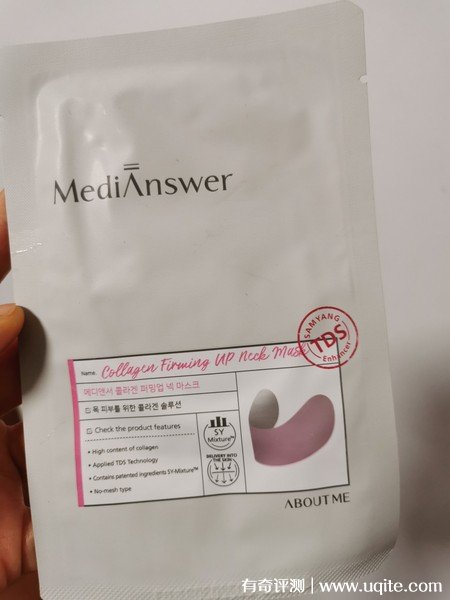 MediAnswer
SAMYANG
TDS
Enhancer
Name. Collagen Firming UP Neck Mask
메디앤서 콜라겐 퍼밍업 넥 마스크
목 피부를 위한 콜라겐 솔루션
Check the product features
• High content of collagen
• Applied TDS Technology
• Contains patented ingredients SY-Mixture™
• No-mesh type
SY
Mixture™
DELIVERY INTO
THE SKIN
ABOUT ME
有奇评测 | www.uqite.com